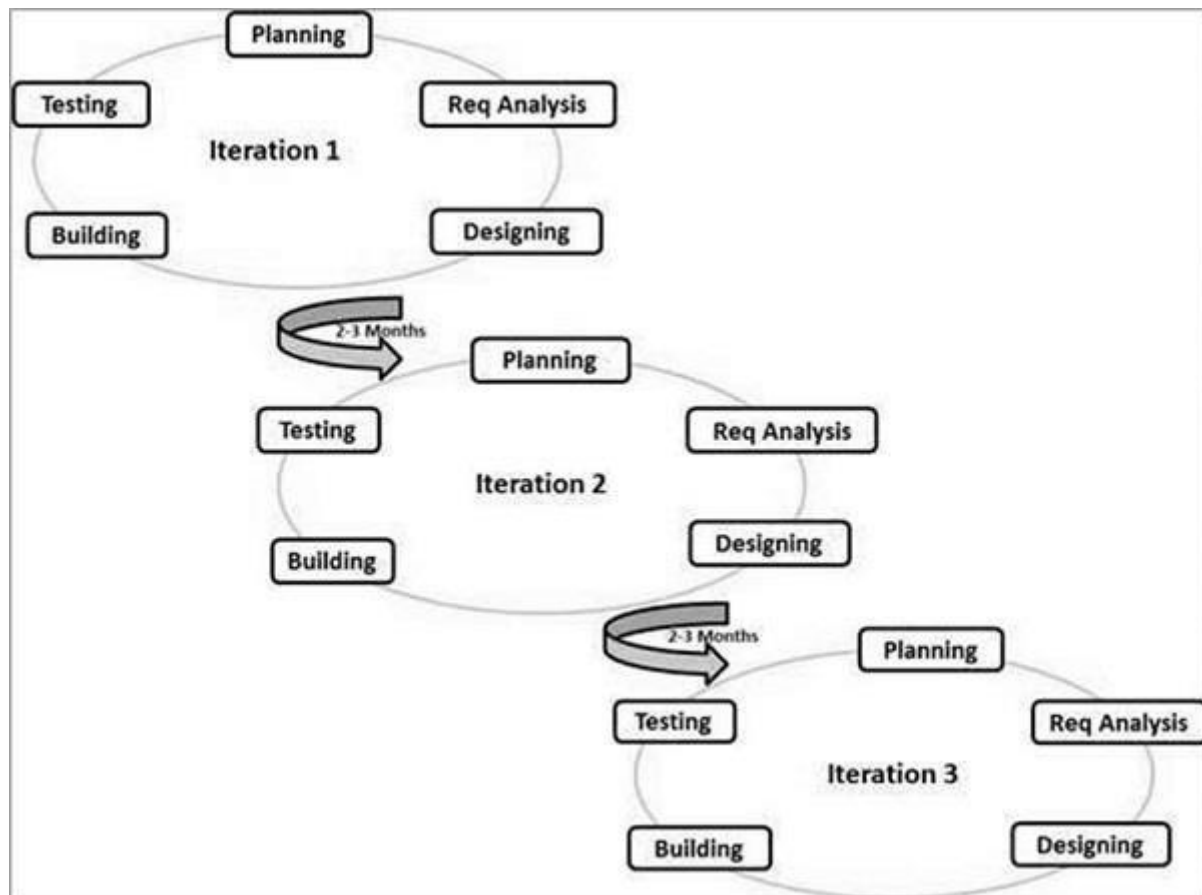 Planning
Testing
Req Analysis
Iteration 1
Building
Designing
2-3 Months
Planning
Testing
Req Analysis
Iteration 2
Building
Designing
2-3 Months
Planning
Testing
Req Analysis
Iteration 3
Building
Designing